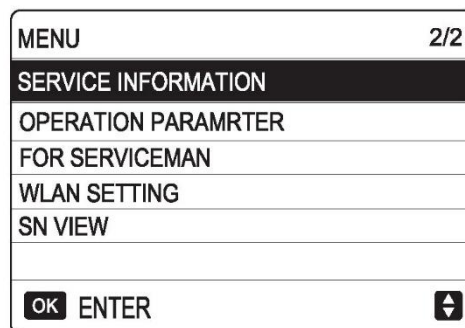 MENU 2/2
SERVICE INFORMATION
OPERATION PARAMRTER
FOR SERVICEMAN
WLAN SETTING
SN VIEW
OK ENTER